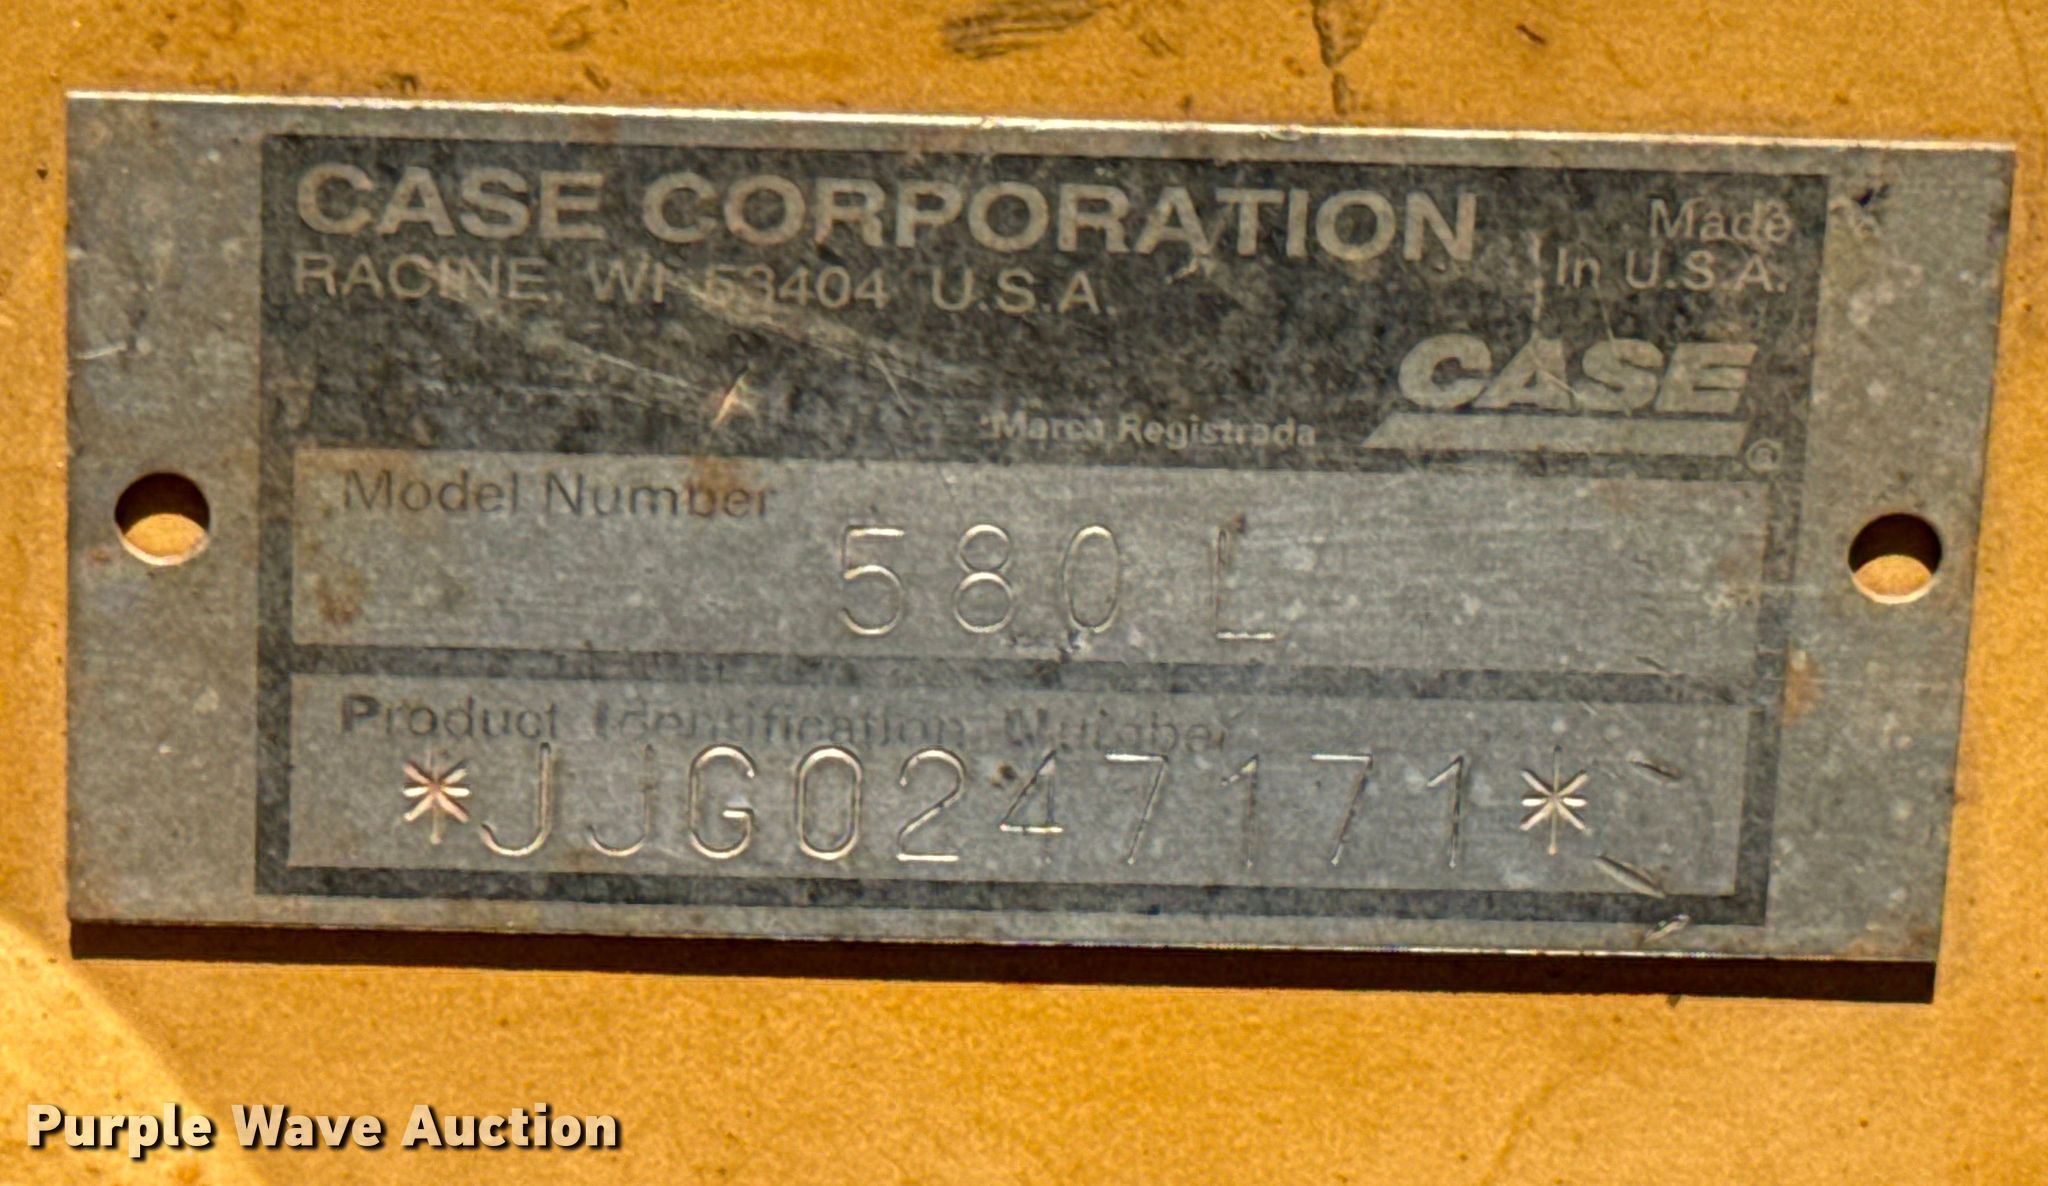 CASE CORPORATION
RACINE, WI 53404 U.S.A.
Made
In U.S.A.
CASE
*Marca Registrada
Model Number
580 L
Product Identification Number
*JJG0247171*
Purple Wave Auction